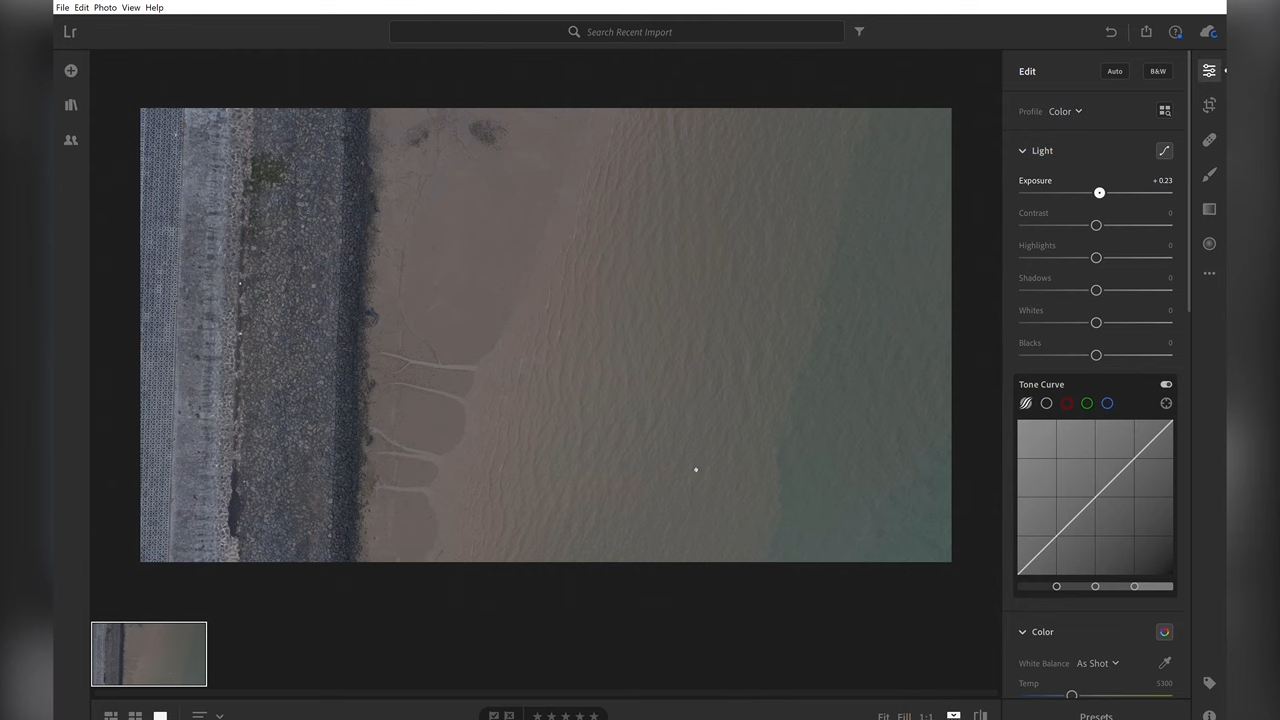 File Edit Photo View Help
Lr
Search Recent Import
Edit
Auto
B&W
Profile Color
Light
Exposure + 0.23
Contrast 0
Highlights 0
Shadows 0
Whites 0
Blacks 0
Tone Curve
Color
White Balance As Shot
Temp 5300
Fit Fill 1:1
Presets